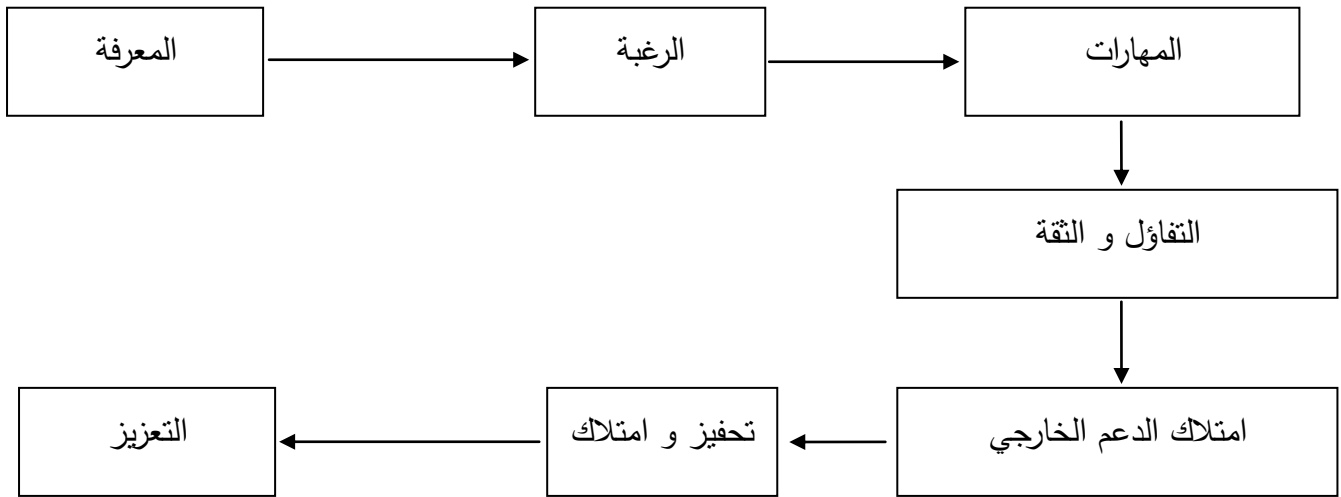 المعرفة
الرغبة
المهارات
التفاؤل و الثقة
امتلاك الدعم الخارجي
تحفيز و امتلاك
التعزيز